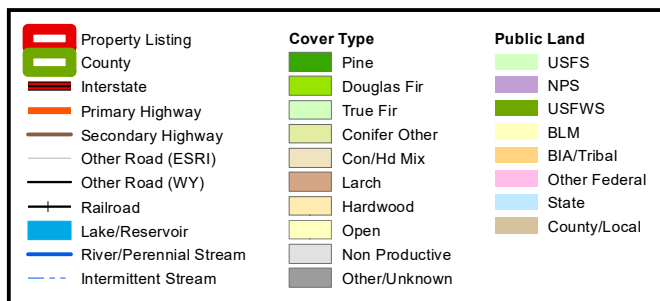 Property Listing
County
Interstate
Primary Highway
Secondary Highway
Other Road (ESRI)
Other Road (WY)
Railroad
Lake/Reservoir
River/Perennial Stream
Intermittent Stream
Cover Type
Pine
Douglas Fir
True Fir
Conifer Other
Con/Hd Mix
Larch
Hardwood
Open
Non Productive
Other/Unknown
Public Land
USFS
NPS
USFWS
BLM
BIA/Tribal
Other Federal
State
County/Local